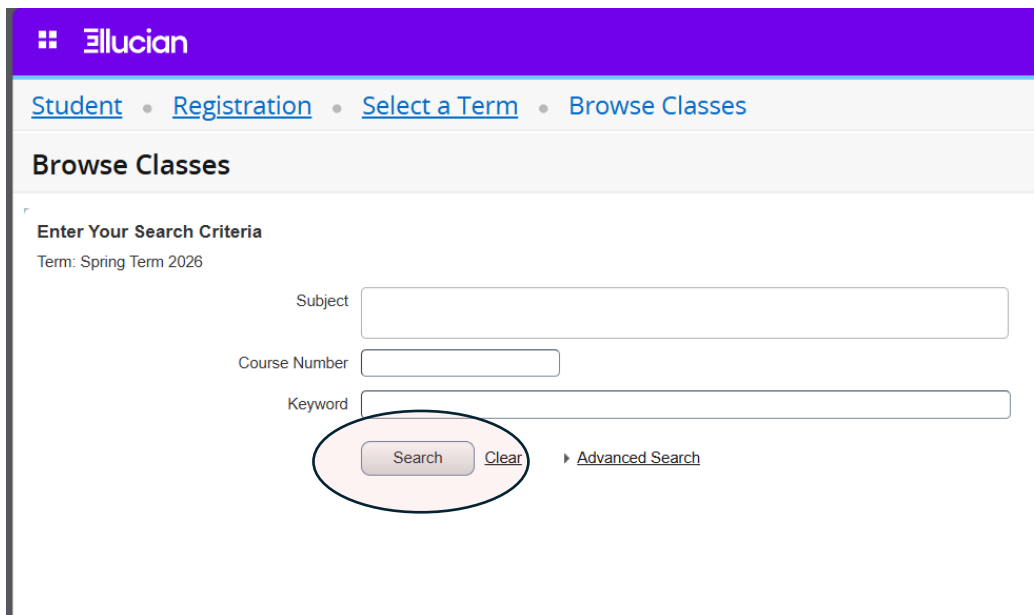 Ellucian
Student • Registration • Select a Term • Browse Classes
Browse Classes
Enter Your Search Criteria
Term: Spring Term 2026
Subject
Course Number
Keyword
Search Clear Advanced Search